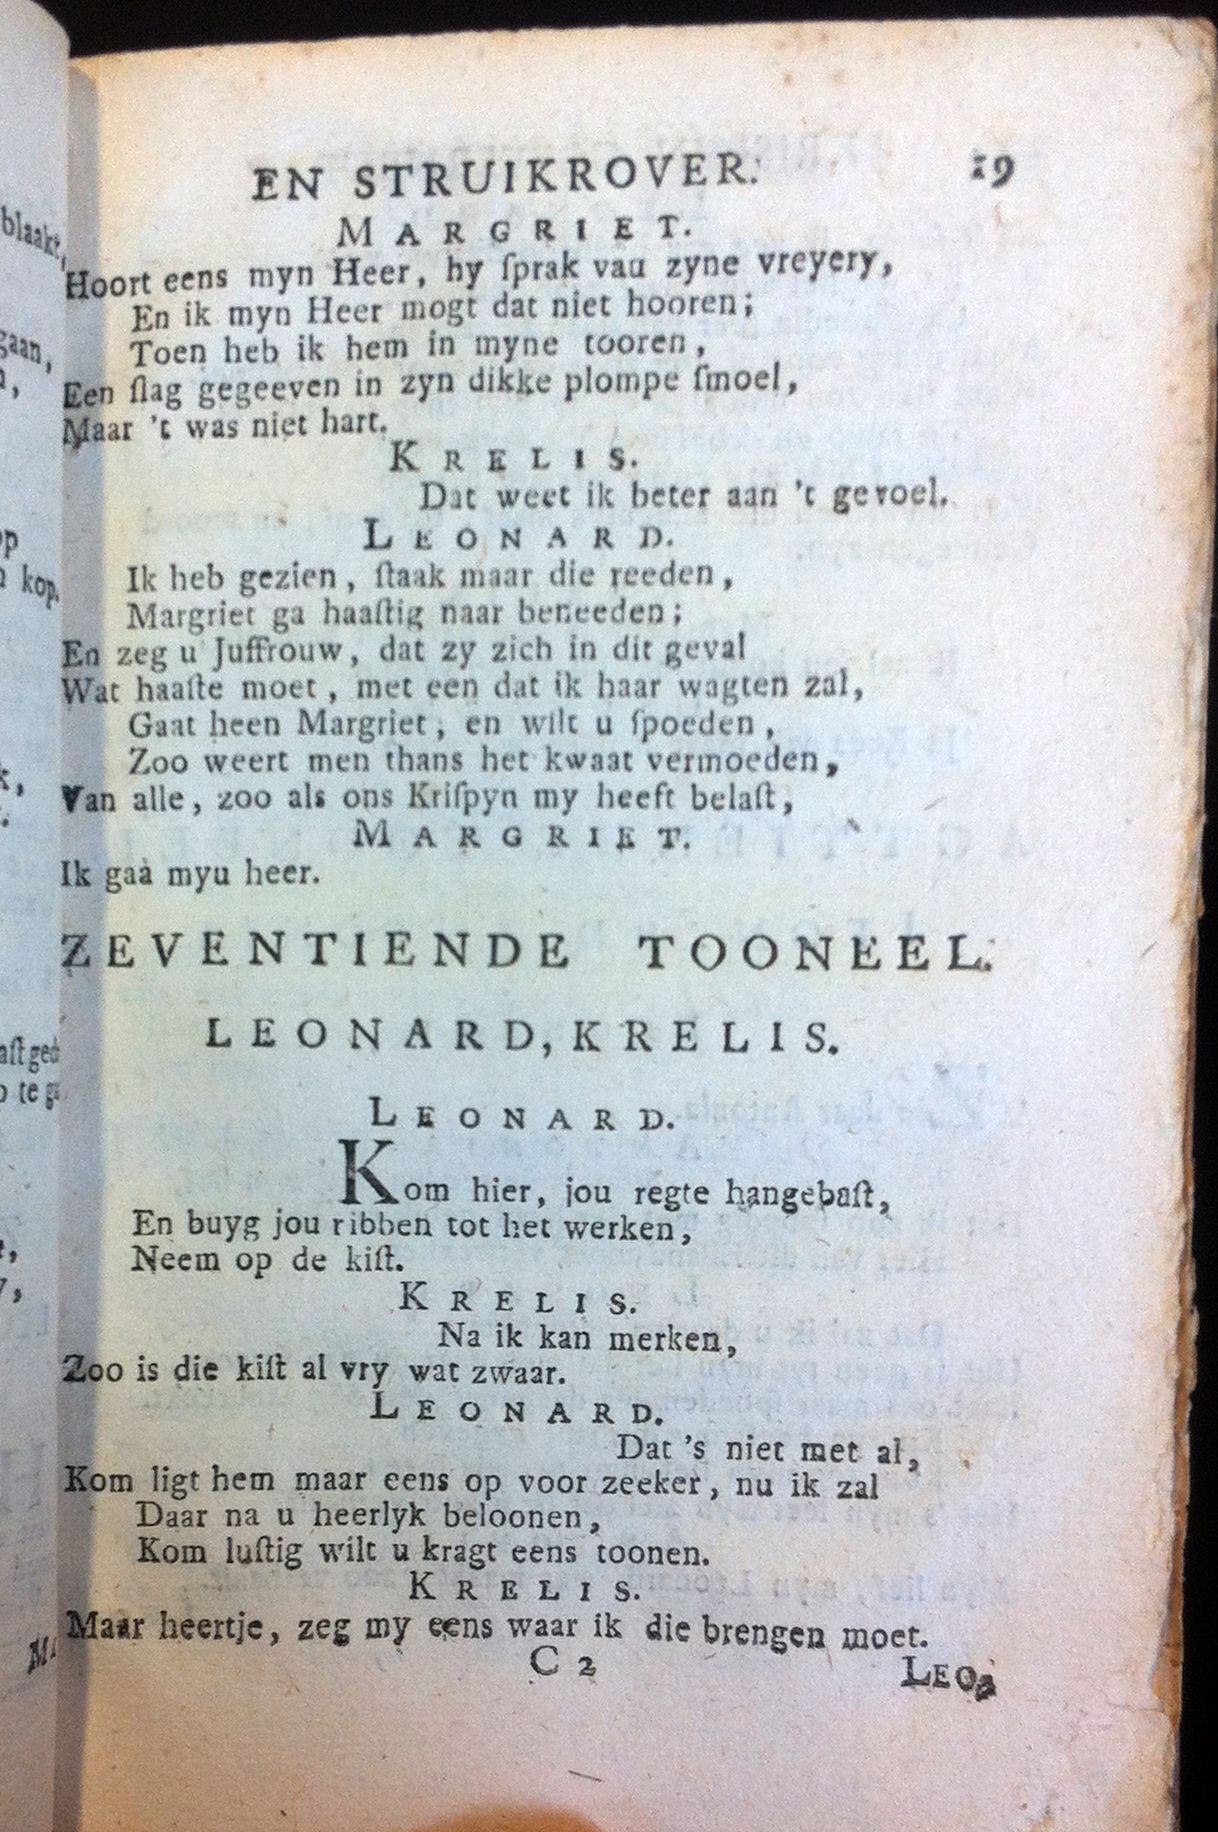 EN STRUIKROVER. 19
MARGRIET.
Hoort eens myn Heer, hy ſprak vau zyne vreyery,
En ik myn Heer mogt dat niet hooren;
Toen heb ik hem in myne tooren,
Een ſlag gegeeven in zyn dikke plompe ſmoel,
Maar 't was niet hart.
KRELIS.
Dat weet ik beter aan 't gevoel.
LEONARD.
Ik heb gezien, ſtaak maar die reeden,
Margriet ga haaſtig naar beneeden;
En zeg u Juffrouw, dat zy zich in dit geval
Wat haaſte moet, met een dat ik haar wagten zal,
Gaat heen Margriet, en wilt u ſpoeden,
Zoo weert men thans het kwaat vermoeden,
Van alle, zoo als ons Kriſpyn my heeft belaſt,
MARGRIET.
Ik gaa myu heer.
ZEVENTIENDE TOONEEL.
LEONARD, KRELIS.
LEONARD.
Kom hier, jou regte hangebaſt,
En buyg jou ribben tot het werken,
Neem op de kiſt.
KRELIS.
Na ik kan merken,
Zoo is die kiſt al vry wat zwaar.
LEONARD.
Dat 's niet met al,
Kom ligt hem maar eens op voor zeeker, nu ik zal
Daar na u heerlyk beloonen,
Kom luſtig wilt u kragt eens toonen.
KRELIS.
Maar heertje, zeg my eens waar ik die brengen moet.
C 2 LEO-
blaakt,
gaan,
kop.
te